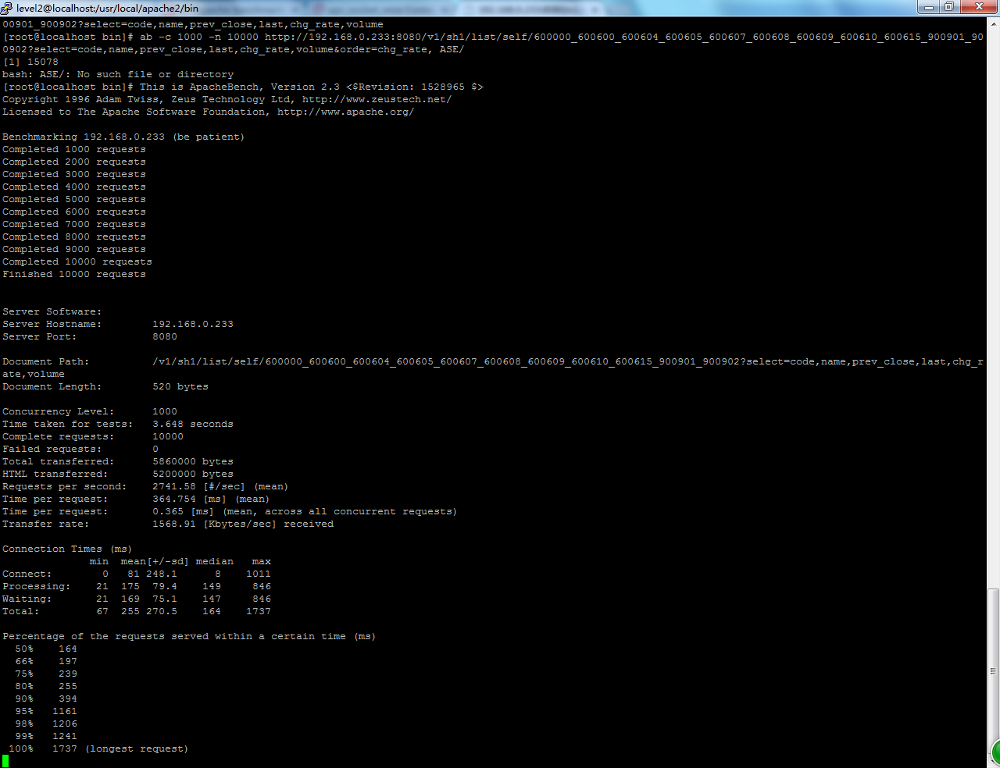 level2@localhost:/usr/local/apache2/bin
00901_900902?select=code,name,prev_close,last,chg_rate,volume
[root@localhost bin]# ab -c 1000 -n 10000 http://192.168.0.233:8080/v1/sh1/list/self/600000_600600_600604_600605_600607_600608_600609_600610_600615_900901_90
0902?select=code,name,prev_close,last,chg_rate,volume&order=chg_rate, ASE/
[1] 15078
bash: ASE/: No such file or directory
[root@localhost bin]# This is ApacheBench, Version 2.3 <$Revision: 1528965 $>
Copyright 1996 Adam Twiss, Zeus Technology Ltd, http://www.zeustech.net/
Licensed to The Apache Software Foundation, http://www.apache.org/
Benchmarking 192.168.0.233 (be patient)
Completed 1000 requests
Completed 2000 requests
Completed 3000 requests
Completed 4000 requests
Completed 5000 requests
Completed 6000 requests
Completed 7000 requests
Completed 8000 requests
Completed 9000 requests
Completed 10000 requests
Finished 10000 requests
Server Software:
Server Hostname:        192.168.0.233
Server Port:            8080
Document Path:          /v1/sh1/list/self/600000_600600_600604_600605_600607_600608_600609_600610_600615_900901_900902?select=code,name,prev_close,last,chg_r
ate,volume
Document Length:        520 bytes
Concurrency Level:      1000
Time taken for tests:   3.648 seconds
Complete requests:      10000
Failed requests:        0
Total transferred:      5860000 bytes
HTML transferred:       5200000 bytes
Requests per second:    2741.58 [#/sec] (mean)
Time per request:       364.754 [ms] (mean)
Time per request:       0.365 [ms] (mean, across all concurrent requests)
Transfer rate:          1568.91 [Kbytes/sec] received
Connection Times (ms)
              min  mean[+/-sd] median   max
Connect:        0   81 248.1      8    1011
Processing:    21  175  79.4    149     846
Waiting:       21  169  75.1    147     846
Total:         67  255 270.5    164    1737
Percentage of the requests served within a certain time (ms)
  50%    164
  66%    197
  75%    239
  80%    255
  90%    394
  95%   1161
  98%   1206
  99%   1241
 100%   1737 (longest request)